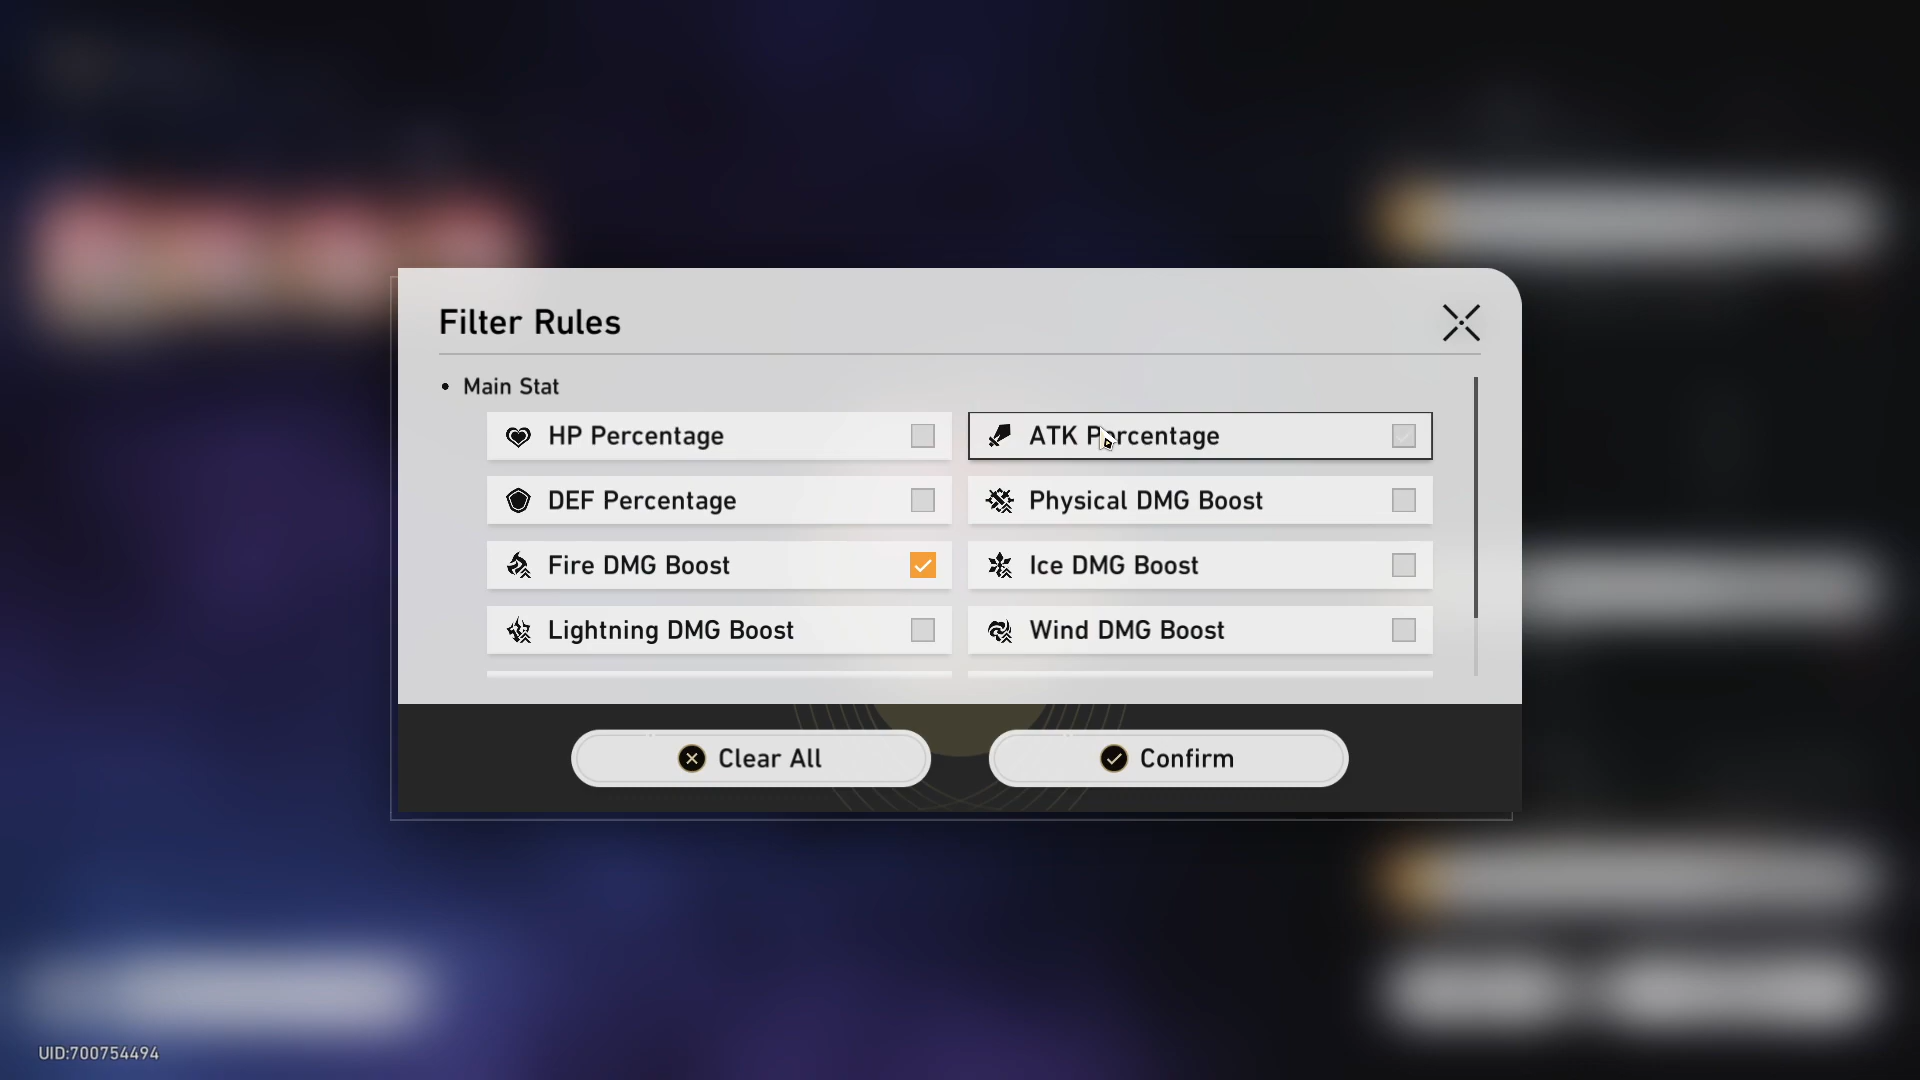 Filter Rules
• Main Stat
HP Percentage
ATK Percentage
DEF Percentage
Physical DMG Boost
Fire DMG Boost
Ice DMG Boost
Lightning DMG Boost
Wind DMG Boost
Clear All
Confirm
UID:700754494